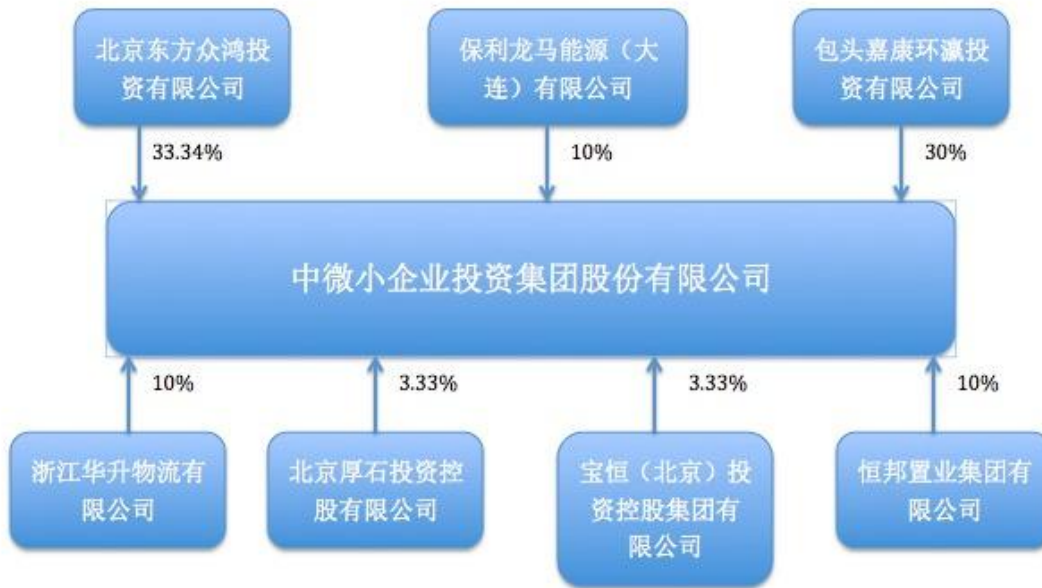 北京东方众鸿投
资有限公司
保利龙马能源（大
连）有限公司
包头嘉康环瀛投
资有限公司
33.34%
10%
30%
中微小企业投资集团股份有限公司
10%
3.33%
3.33%
10%
浙江华升物流有
限公司
北京厚石投资控
股有限公司
宝恒（北京）投
资控股集团有
限公司
恒邦置业集团有
限公司